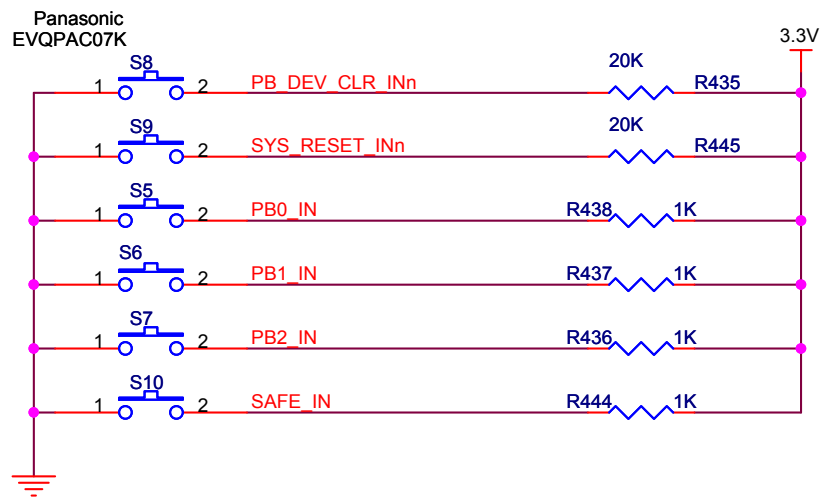 Panasonic
EVQPAC07K
3.3V
S8 20K
1 2 PB_DEV_CLR_INn R435
S9 20K
1 2 SYS_RESET_INn R445
S5
1 2 PB0_IN R438 1K
S6
1 2 PB1_IN R437 1K
S7
1 2 PB2_IN R436 1K
S10
1 2 SAFE_IN R444 1K